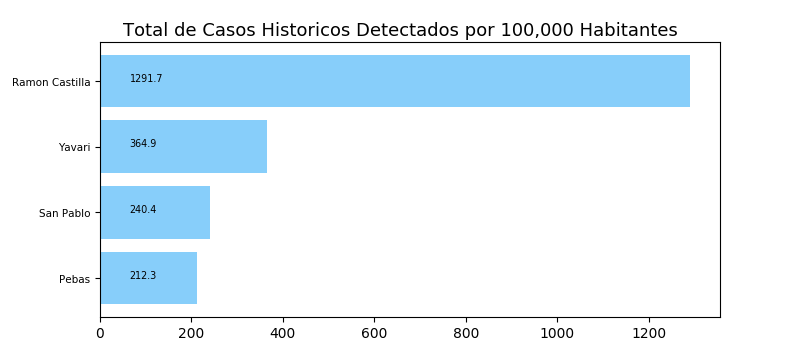 Total de Casos Historicos Detectados por 100,000 Habitantes
Ramon Castilla 1291.7
Yavari 364.9
San Pablo 240.4
Pebas 212.3
0 200 400 600 800 1000 1200